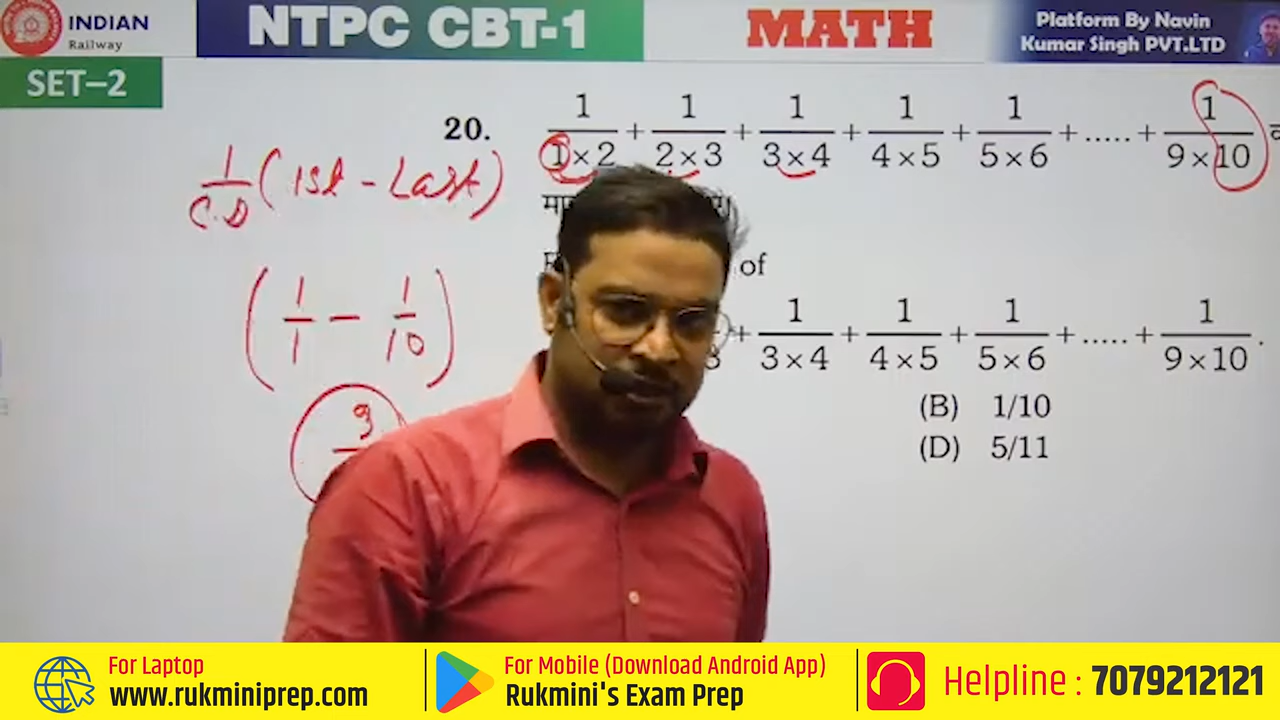 INDIAN
Railway
NTPC CBT-1
MATH
Platform By Navin
Kumar Singh PVT.LTD
SET–2
20. 1/1×2 + 1/2×3 + 1/3×4 + 1/4×5 + 1/5×6 + ..... + 1/9×10
1/C.D (1st - Last)
of
+ 1/3×4 + 1/4×5 + 1/5×6 + ..... + 1/9×10.
(1/1 - 1/10)
(B) 1/10
9
(D) 5/11
For Laptop
www.rukminiprep.com
For Mobile (Download Android App)
Rukmini's Exam Prep
Helpline : 7079212121